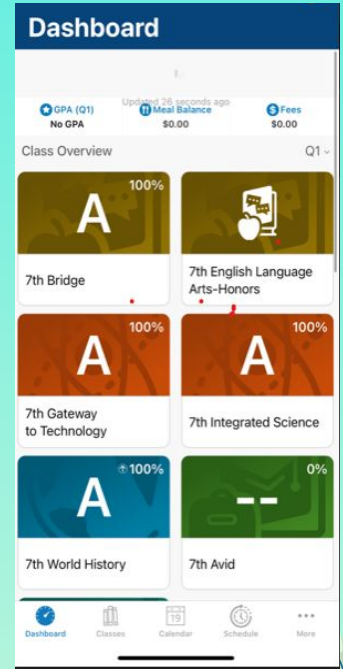 Dashboard
Updated 26 seconds ago
GPA (Q1)
No GPA
Meal Balance
$0.00
Fees
$0.00
Class Overview
Q1
100%
A
7th Bridge
7th English Language
Arts-Honors
100%
A
7th Gateway
to Technology
100%
A
7th Integrated Science
100%
A
7th World History
0%
--
7th Avid
Dashboard
Classes
19
Calendar
Schedule
More